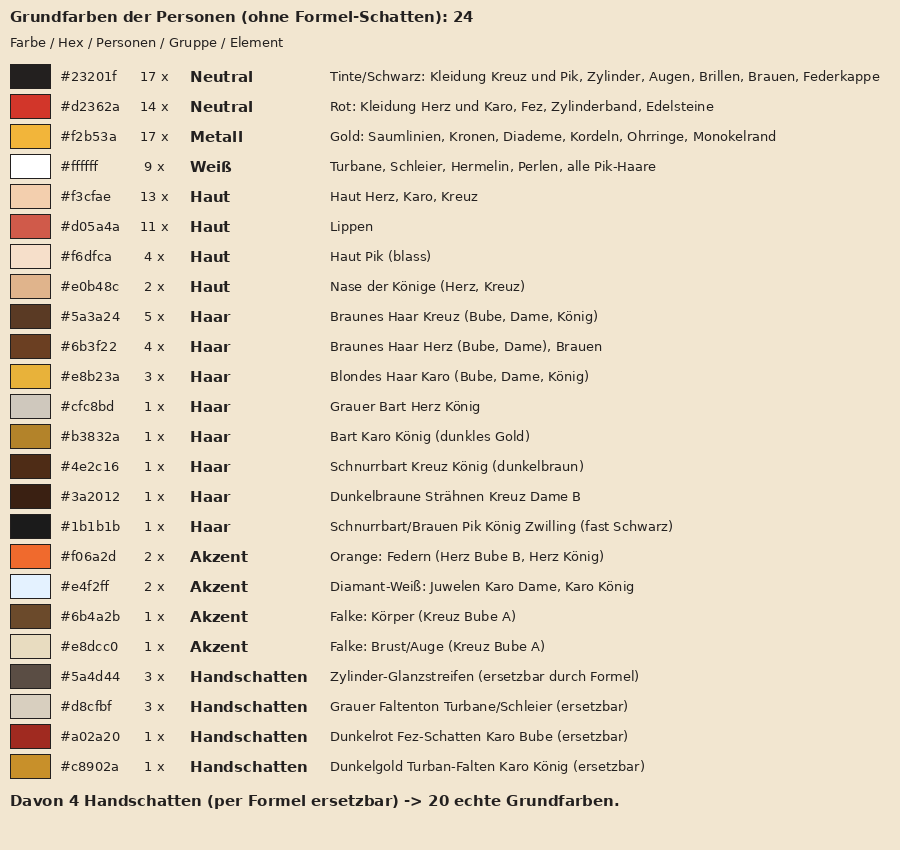 Grundfarben der Personen (ohne Formel-Schatten): 24
Farbe / Hex / Personen / Gruppe / Element
#23201f 17 x Neutral Tinte/Schwarz: Kleidung Kreuz und Pik, Zylinder, Augen, Brillen, Brauen, Federkappe
#d2362a 14 x Neutral Rot: Kleidung Herz und Karo, Fez, Zylinderband, Edelsteine
#f2b53a 17 x Metall Gold: Saumlinien, Kronen, Diademe, Kordeln, Ohrringe, Monokelrand
#ffffff 9 x Weiß Turbane, Schleier, Hermelin, Perlen, alle Pik-Haare
#f3cfae 13 x Haut Haut Herz, Karo, Kreuz
#d05a4a 11 x Haut Lippen
#f6dfca 4 x Haut Haut Pik (blass)
#e0b48c 2 x Haut Nase der Könige (Herz, Kreuz)
#5a3a24 5 x Haar Braunes Haar Kreuz (Bube, Dame, König)
#6b3f22 4 x Haar Braunes Haar Herz (Bube, Dame), Brauen
#e8b23a 3 x Haar Blondes Haar Karo (Bube, Dame, König)
#cfc8bd 1 x Haar Grauer Bart Herz König
#b3832a 1 x Haar Bart Karo König (dunkles Gold)
#4e2c16 1 x Haar Schnurrbart Kreuz König (dunkelbraun)
#3a2012 1 x Haar Dunkelbraune Strähnen Kreuz Dame B
#1b1b1b 1 x Haar Schnurrbart/Brauen Pik König Zwilling (fast Schwarz)
#f06a2d 2 x Akzent Orange: Federn (Herz Bube B, Herz König)
#e4f2ff 2 x Akzent Diamant-Weiß: Juwelen Karo Dame, Karo König
#6b4a2b 1 x Akzent Falke: Körper (Kreuz Bube A)
#e8dcc0 1 x Akzent Falke: Brust/Auge (Kreuz Bube A)
#5a4d44 3 x Handschatten Zylinder-Glanzstreifen (ersetzbar durch Formel)
#d8cfbf 3 x Handschatten Grauer Faltenton Turbane/Schleier (ersetzbar)
#a02a20 1 x Handschatten Dunkelrot Fez-Schatten Karo Bube (ersetzbar)
#c8902a 1 x Handschatten Dunkelgold Turban-Falten Karo König (ersetzbar)
Davon 4 Handschatten (per Formel ersetzbar) -> 20 echte Grundfarben.